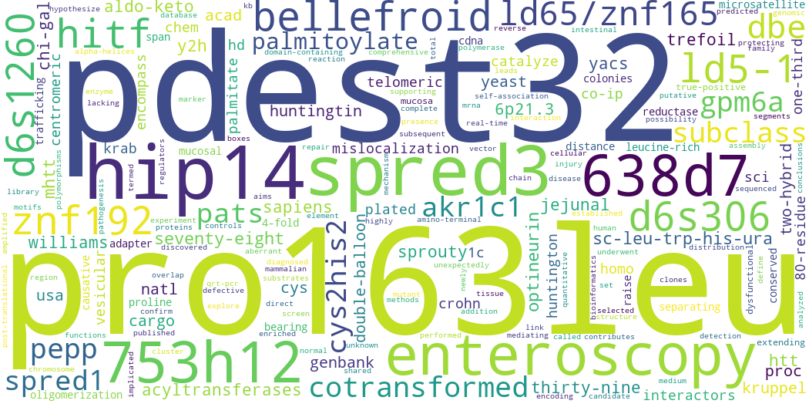 hypothesize kb aldo-keto acad database bellefroid ld65/znf165 microsatellite predicted genomic
d6s1260 chi-gal hitf span chem y2h hd palmitoylate cdna reverse intestinal trefoil dbe protecting family
trafficking centromeric encompass palmitate alpha-helices domain-containing reaction comprehensive total polymerase catalyze yacs colonies ld5-1 one-third
pdest32
enzyme supporting leads marker huntingtin telomeric mucosa yeast self-association co-ip true-positive putative
lacking complete presence interaction 6p21.3 reductase gpm6a segments
mhtt boxes subsequent real-time mrna possibility subclass
krab termed regulators mucosal repair mislocalization vector cellular distance leucine-rich assembly
hip14 spred3 638d7 two-hybrid conclusions
polymorphisms pathogenesis library aims mechanism injury chain disease sequenced sci
motifs znf192 pats sapiens plated akr1c1 jejunal d6s306 80-residue
experiment proteins controls 4-fold element highly amino-terminal established
williams adapter seventy-eight discovered aberrant sprouty1c human sc-leu-trp-his-ura distribution
post-translational amplified causative vesicular cys2his2 double-balloon optineurin huntington quantitative homo bioinformatics dysfunctional define conserved analyzed
pro1631eu
region overlap qrt-pcr diagnosed mammalian unexpectedly newly set clones
usa natl defective substrates cys crohn tissue mutant raise
proline confirm direct screen explore methods addition selected separating
cargo published bearing genbank link structure
functions enriched normal unknown mediating performed called contributes detection extending
pepp 753h12 cluster shared enteroscopy htt
chromosome implicated proc
spred1 acyltransferases cotransformed thirty-nine kruppel
oligomerization encoding candidate medium interactors